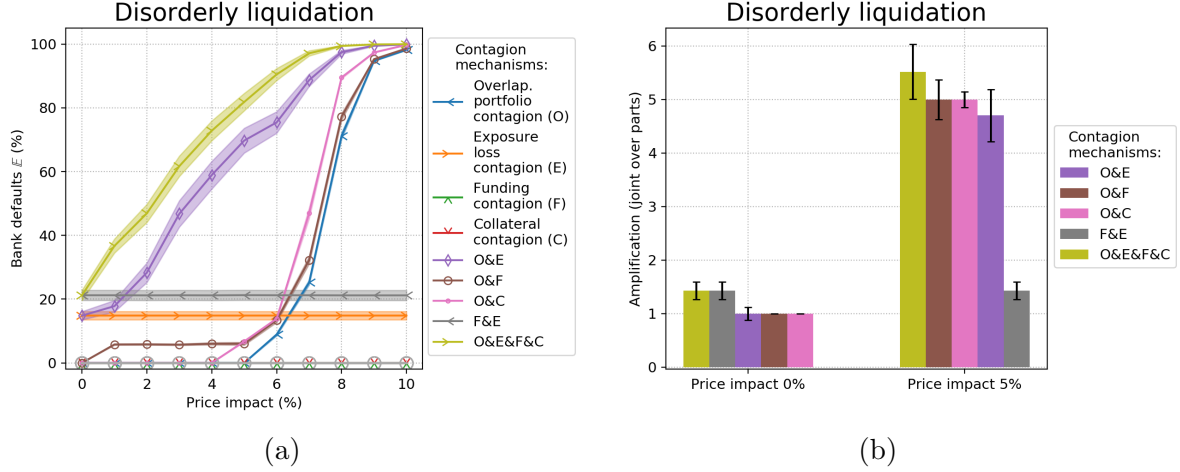 Disorderly liquidation
Bank defaults 𝔼 (%)
100
80
60
40
20
0
0 2 4 6 8 10
Price impact (%)
Contagion
mechanisms:
Overlap.
portfolio
contagion (O)
Exposure
loss
contagion (E)
Funding
contagion (F)
Collateral
contagion (C)
O&E
O&F
O&C
F&E
O&E&F&C
(a)
Disorderly liquidation
Amplification (joint over parts)
6
5
4
3
2
1
0
Price impact 0% Price impact 5%
Contagion
mechanisms:
O&E
O&F
O&C
F&E
O&E&F&C
(b)